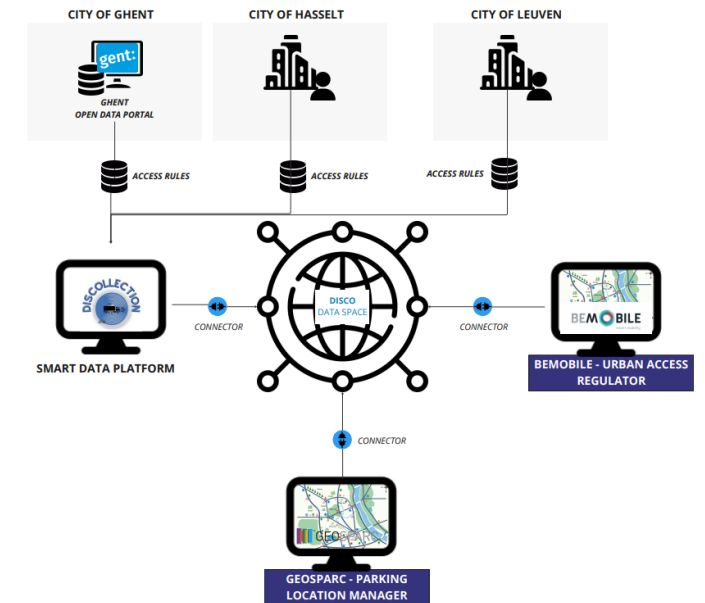 CITY OF GHENT
CITY OF HASSELT
CITY OF LEUVEN
gent:
GHENT
OPEN DATA PORTAL
ACCESS RULES
ACCESS RULES
ACCESS RULES
DISCOLLECTION
DISCO
DATA SPACE
BEMOBILE
CONNECTOR
CONNECTOR
SMART DATA PLATFORM
BEMOBILE - URBAN ACCESS
REGULATOR
CONNECTOR
GEOSPARC
GEOSPARC - PARKING
LOCATION MANAGER